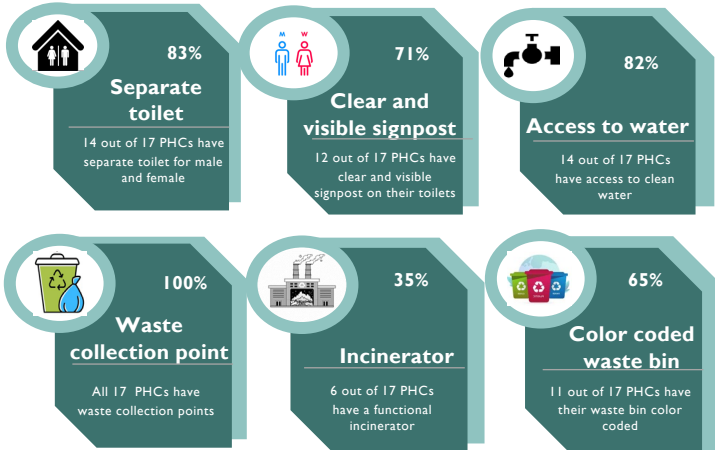 M W
83%
Separate
toilet
14 out of 17 PHCs have
separate toilet for male
and female
71%
Clear and
visible signpost
12 out of 17 PHCs have
clear and visible
signpost on their toilets
82%
Access to water
14 out of 17 PHCs
have access to clean
water
100%
Waste
collection point
All 17 PHCs have
waste collection points
35%
Incinerator
6 out of 17 PHCs
have a functional
incinerator
65%
Color coded
waste bin
11 out of 17 PHCs have
their waste bin color
coded